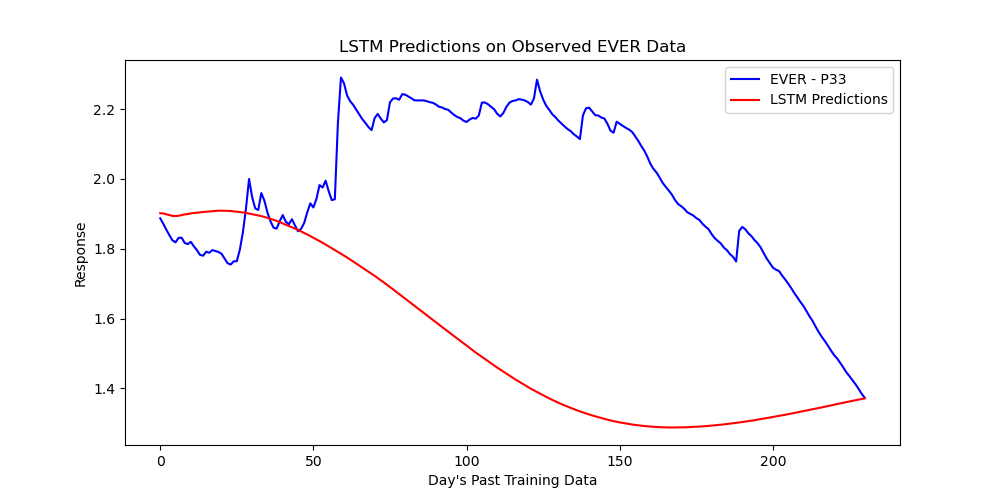 LSTM Predictions on Observed EVER Data
EVER - P33
LSTM Predictions
Response
2.2
2.0
1.8
1.6
1.4
0 50 100 150 200
Day's Past Training Data